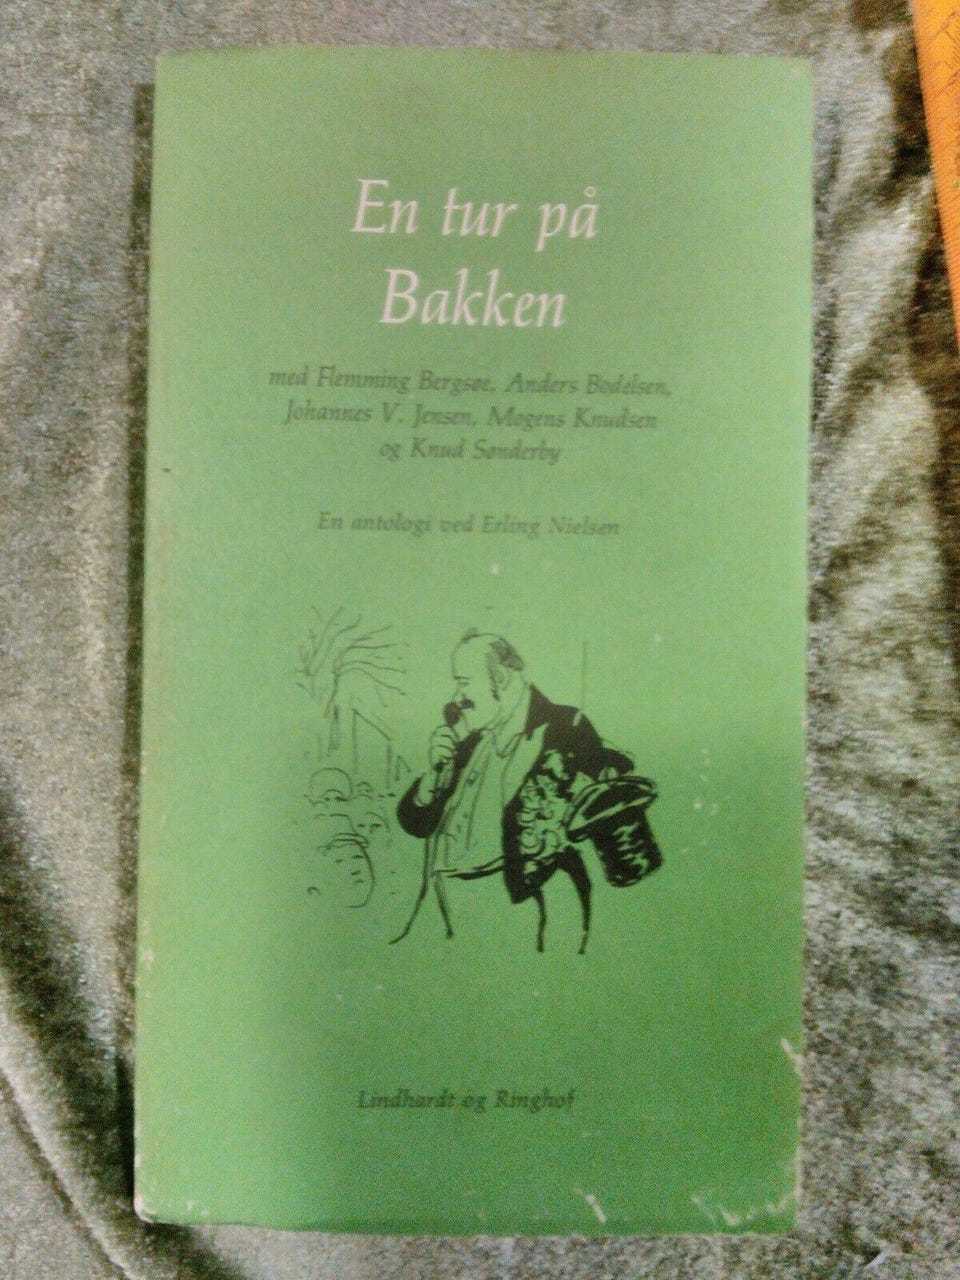 En tur på
Bakken
med Flemming Bergsøe, Anders Bodelsen,
Johannes V. Jensen, Mogens Knudsen
og Knud Sønderby
En antologi ved Erling Nielsen
Lindhardt og Ringhof